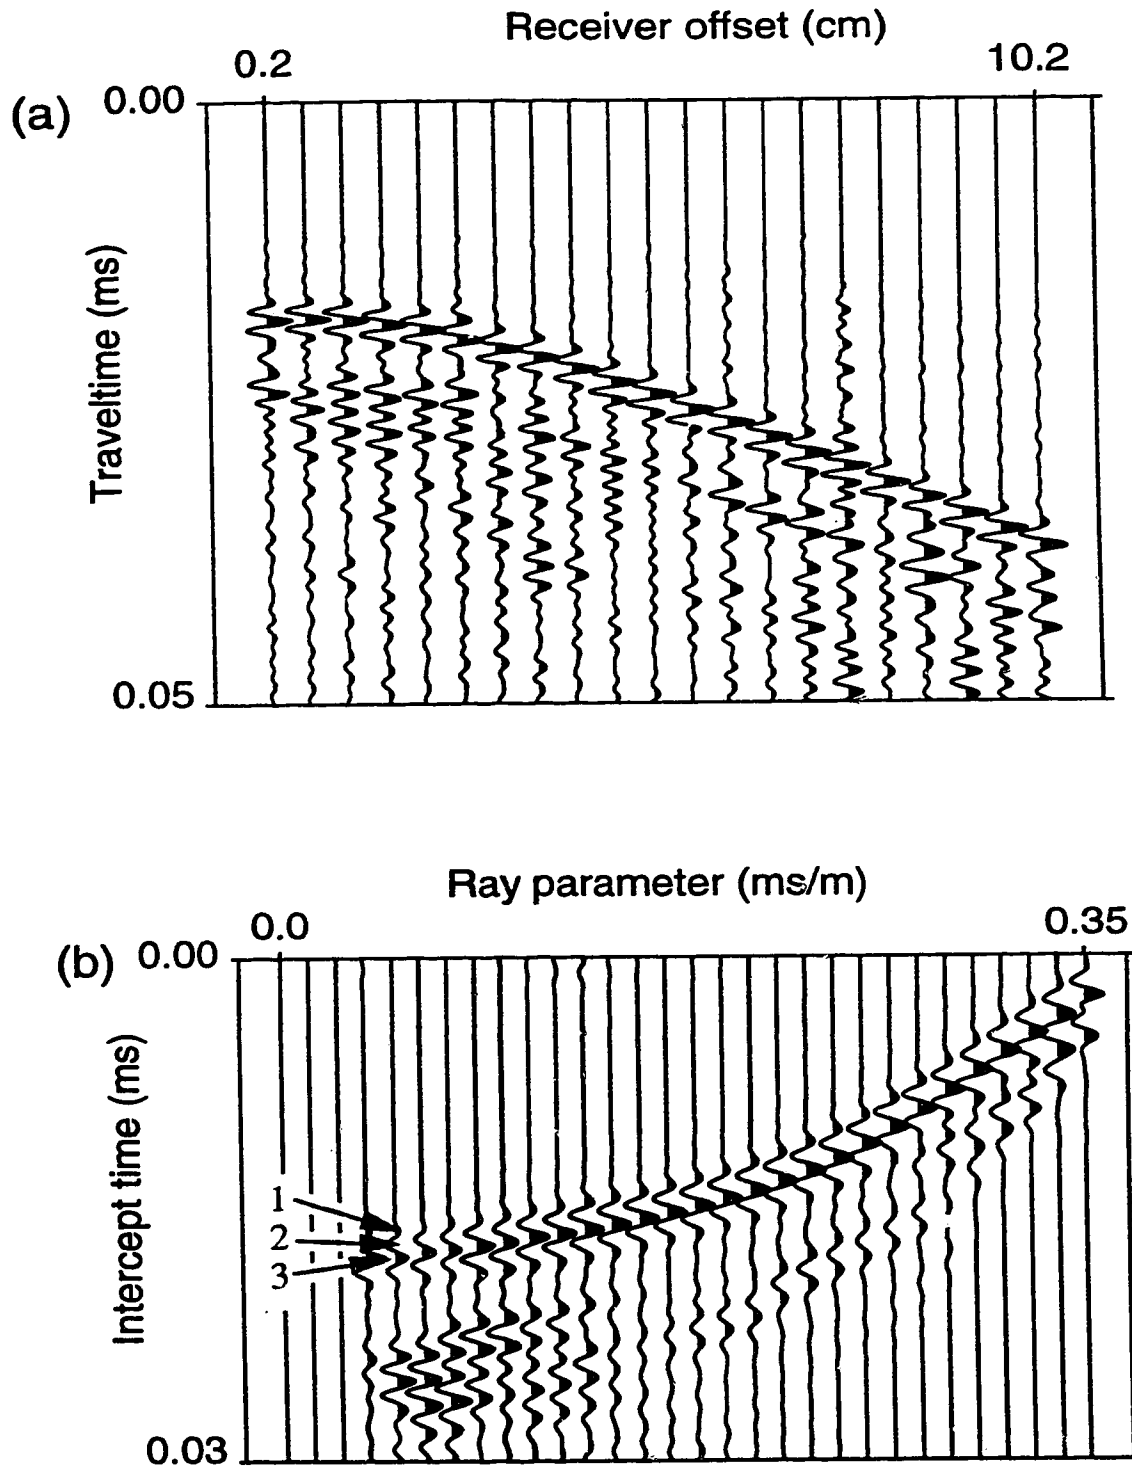 Receiver offset (cm)
0.2 10.2
(a) 0.00
Traveltime (ms)
0.05
Ray parameter (ms/m)
0.0 0.35
(b) 0.00
Intercept time (ms)
1
2
3
0.03